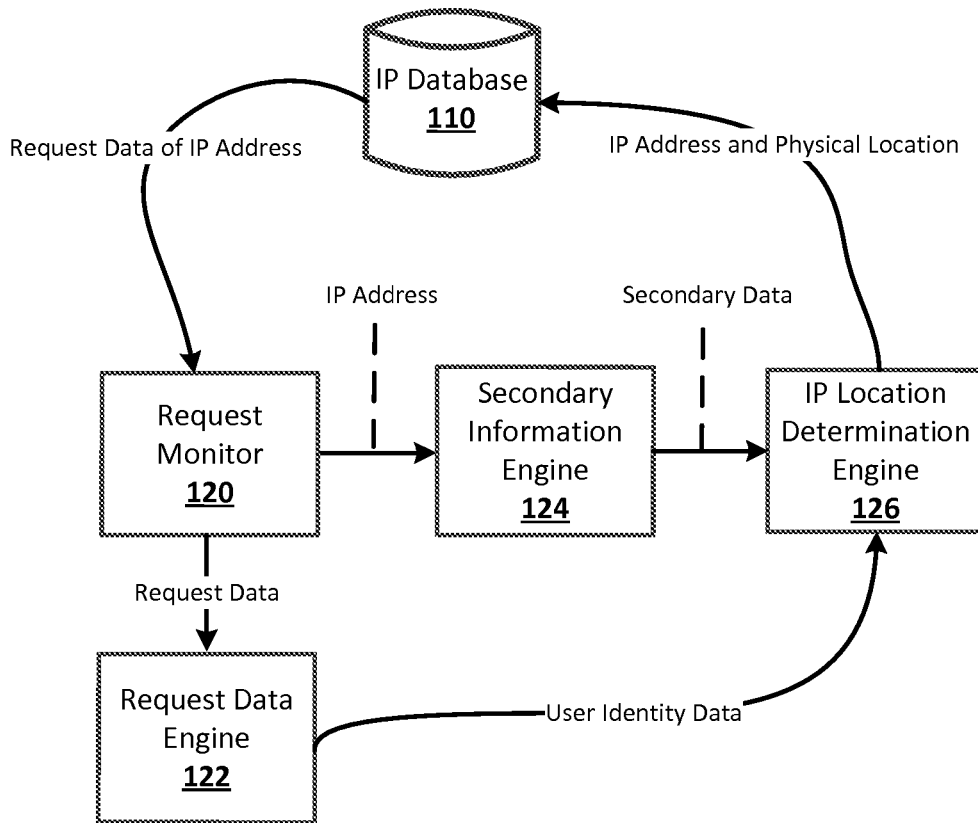 IP Database
110
Request Data of IP Address
IP Address and Physical Location
IP Address
Secondary Data
Request
Monitor
120
Secondary
Information
Engine
124
IP Location
Determination
Engine
126
Request Data
Request Data
Engine
122
User Identity Data